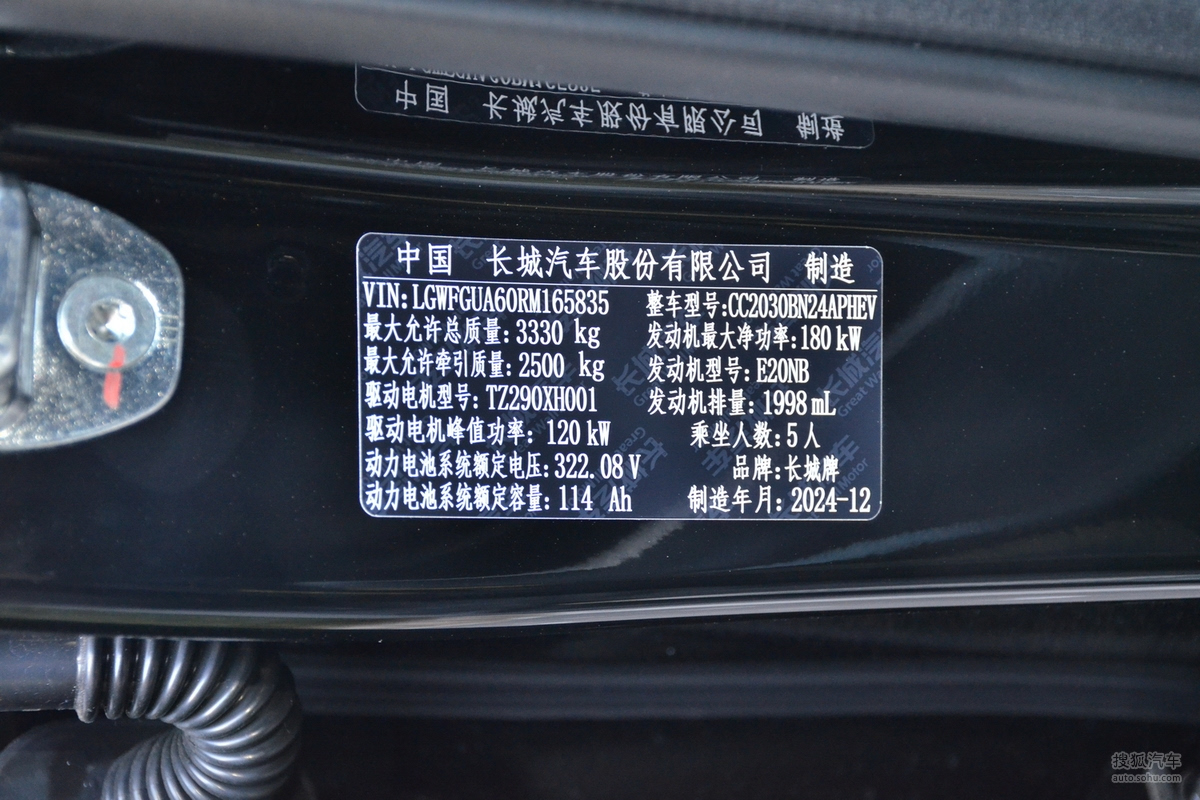 中国 长城汽车股份有限公司 制造
VIN:LGWFGUA60RM165835 整车型号:CC2030BN24APHEV
最大允许总质量:3330 kg 发动机最大净功率:180 kW
最大允许牵引质量:2500 kg 发动机型号:E20NB
驱动电机型号:TZ290XH001 发动机排量:1998 mL
驱动电机峰值功率:120 kW 乘坐人数:5人
动力电池系统额定电压:322.08 V 品牌:长城牌
动力电池系统额定容量:114 Ah 制造年月:2024-12
搜狐汽车
auto.sohu.com